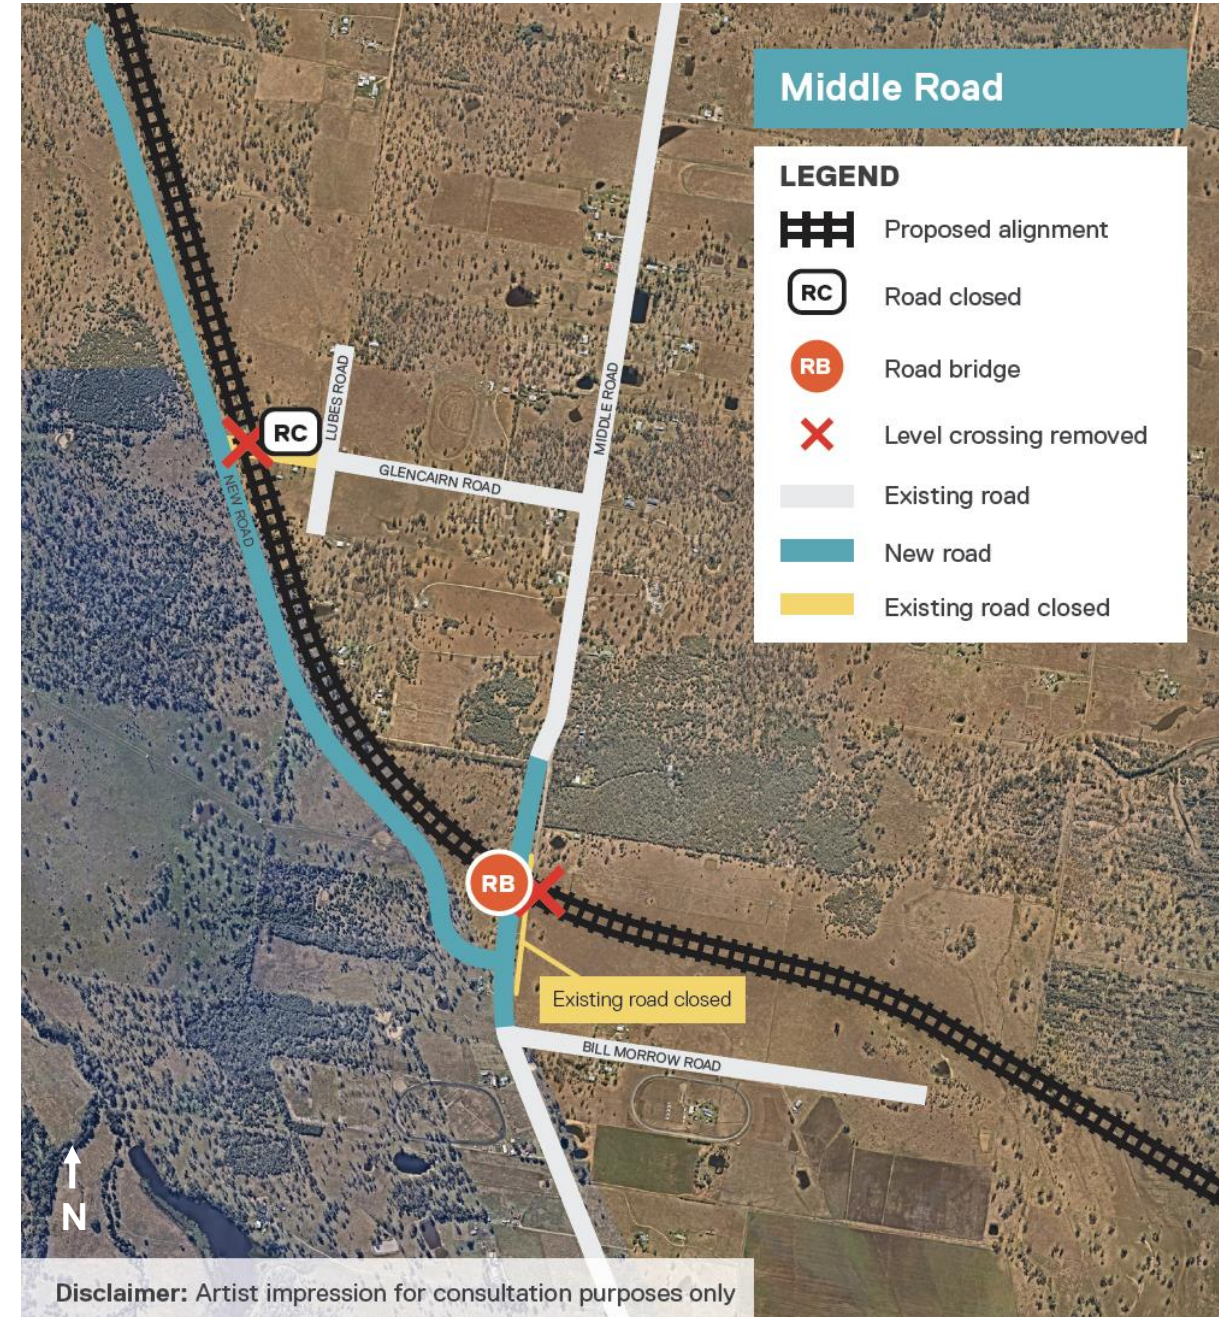 Middle Road
LEGEND
Proposed alignment
RC
Road closed
RB
Road bridge
Level crossing removed
Existing road
New road
Existing road closed
LUBES ROAD
MIDDLE ROAD
RC
GLENCAIRN ROAD
NEW ROAD
RB
Existing road closed
BILL MORROW ROAD
N
Disclaimer: Artist impression for consultation purposes only